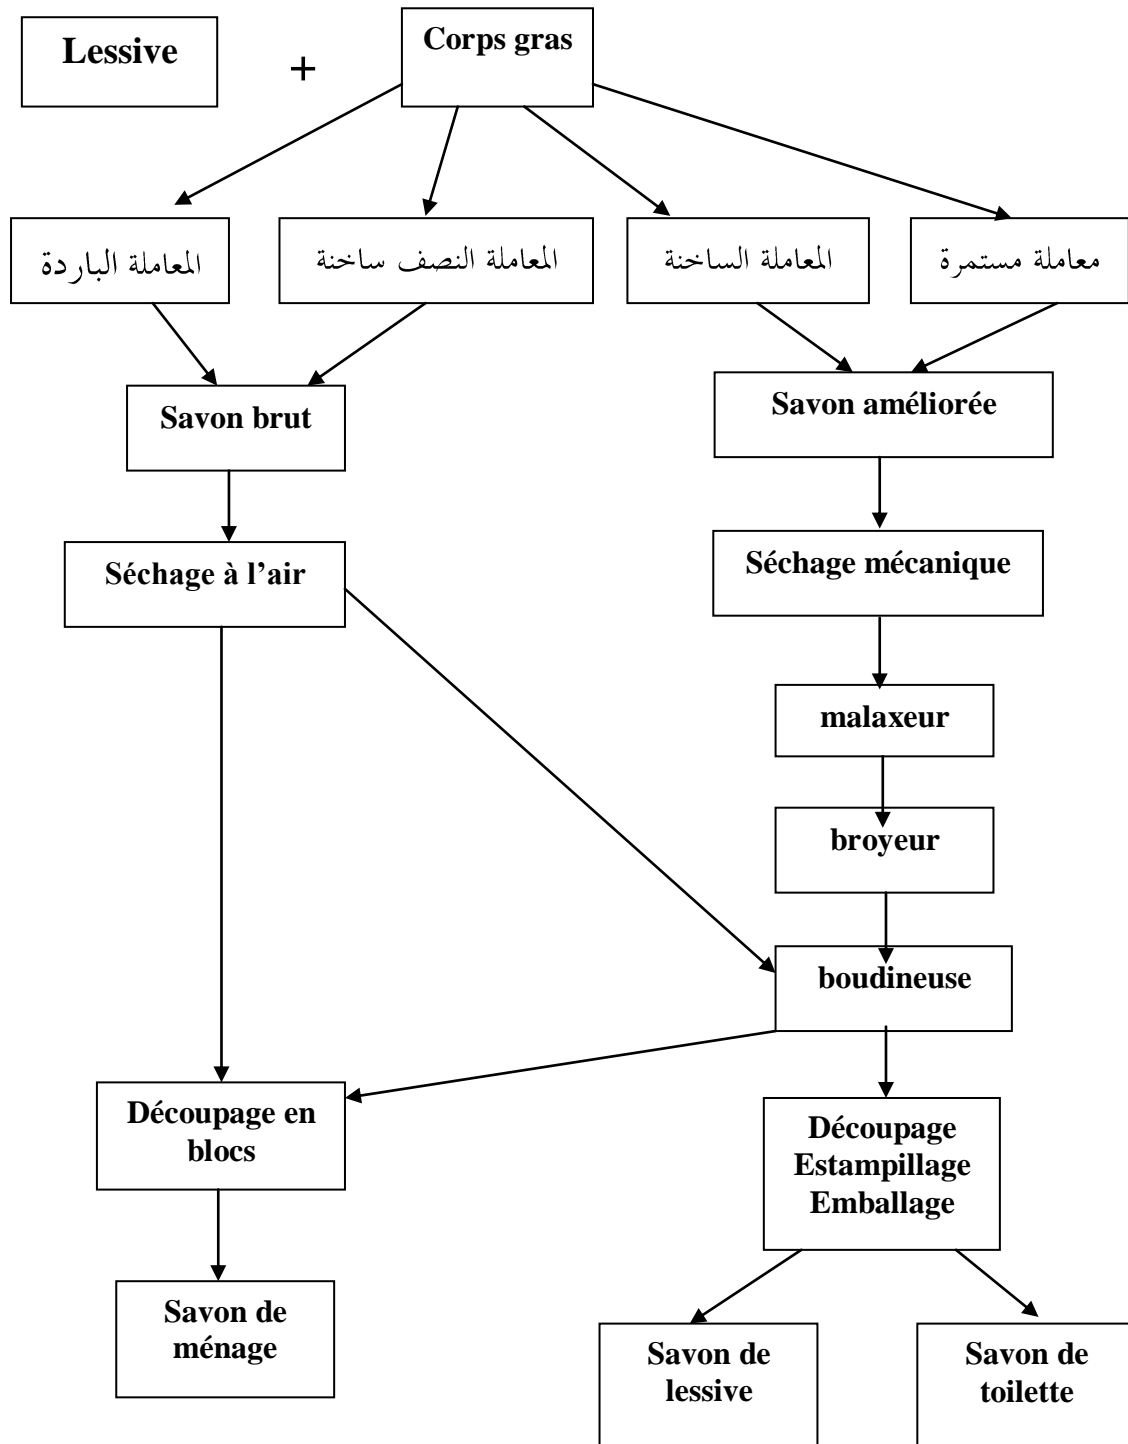 Lessive
+
Corps gras
المعاملة الباردة
المعاملة النصف ساخنة
المعاملة الساخنة
معاملة مستمرة
Savon brut
Savon améliorée
Séchage à l’air
Séchage mécanique
malaxeur
broyeur
boudineuse
Découpage en
blocs
Découpage
Estampillage
Emballage
Savon de
ménage
Savon de
lessive
Savon de
toilette